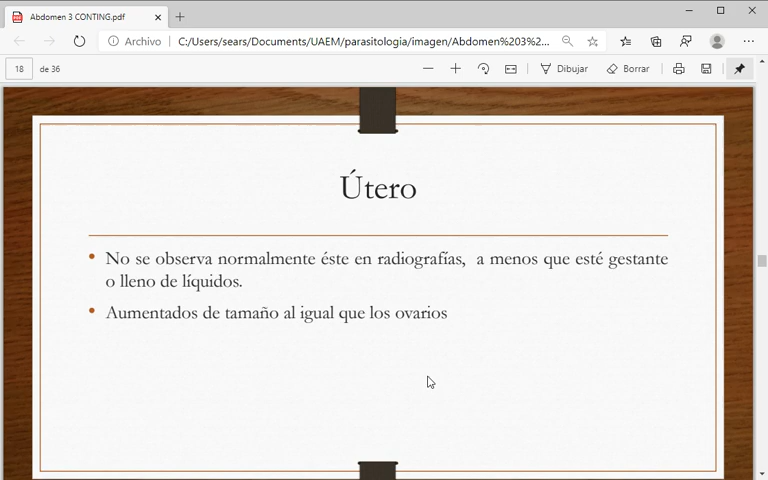 Abdomen 3 CONTING.pdf
Archivo
C:/Users/sears/Documents/UAEM/parasitologia/imagen/Abdomen%203%2...
18 de 36
Dibujar
Borrar
Útero
• No se observa normalmente éste en radiografías, a menos que esté gestante
o lleno de líquidos.
• Aumentados de tamaño al igual que los ovarios